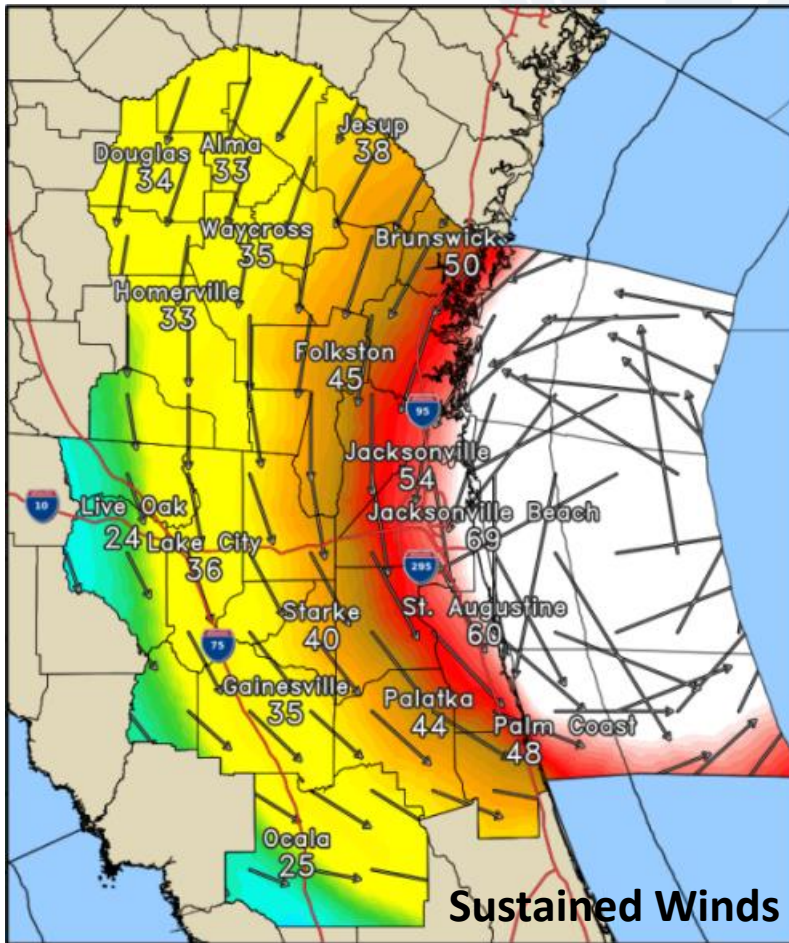 Jesup
38
Douglas
34
Alma
33
Waycross
35
Brunswick
50
Homerville
33
Folkston
45
95
Jacksonville
54
10
Live Oak
24
Lake City
36
Jacksonville Beach
69
295
Starke
40
St. Augustine
60
75
Gainesville
35
Palatka
44
Palm Coast
48
Ocala
25
Sustained Winds